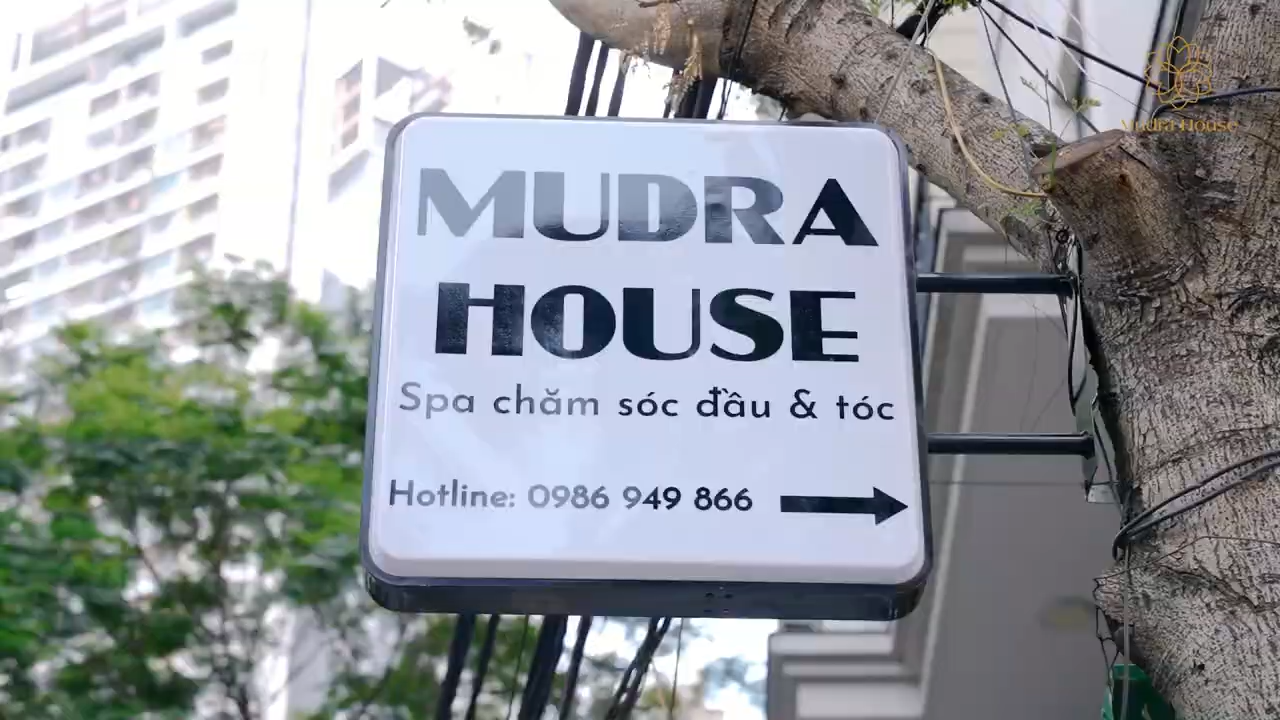 Mudra House
MUDRA
HOUSE
Spa chăm sóc đầu & tóc
Hotline: 0986 949 866